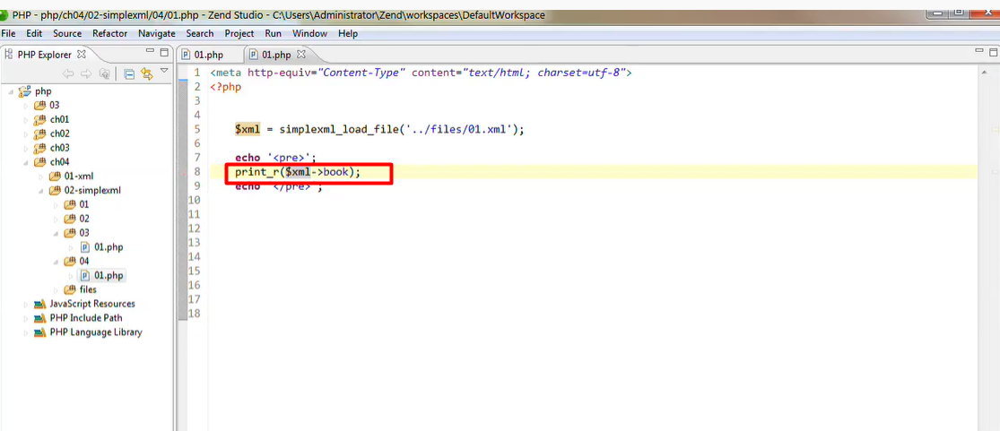 PHP - php/ch04/02-simplexml/04/01.php - Zend Studio - C:\Users\Administrator\Zend\workspaces\DefaultWorkspace
File Edit Source Refactor Navigate Search Project Run Window Help
PHP Explorer
01.php 01.php
php
03
ch01
ch02
ch03
ch04
01-xml
02-simplexml
01
02
03
01.php
04
01.php
files
JavaScript Resources
PHP Include Path
PHP Language Library
1 <meta http-equiv="Content-Type" content="text/html; charset=utf-8">
2 <?php
3
4
5 $xml = simplexml_load_file('../files/01.xml');
6
7 echo '<pre>';
8 print_r($xml->book);
9 echo '</pre>';
10
11
12
13
14
15
16
17
18